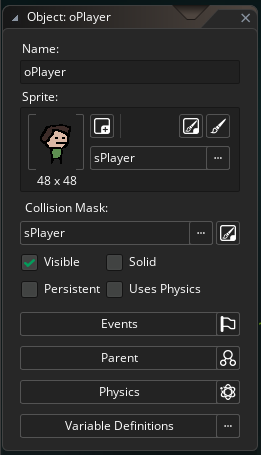 Object: oPlayer
Name:
oPlayer
Sprite:
sPlayer
...
48 x 48
Collision Mask:
sPlayer
...
Visible
Solid
Persistent
Uses Physics
Events
Parent
Physics
Variable Definitions
...